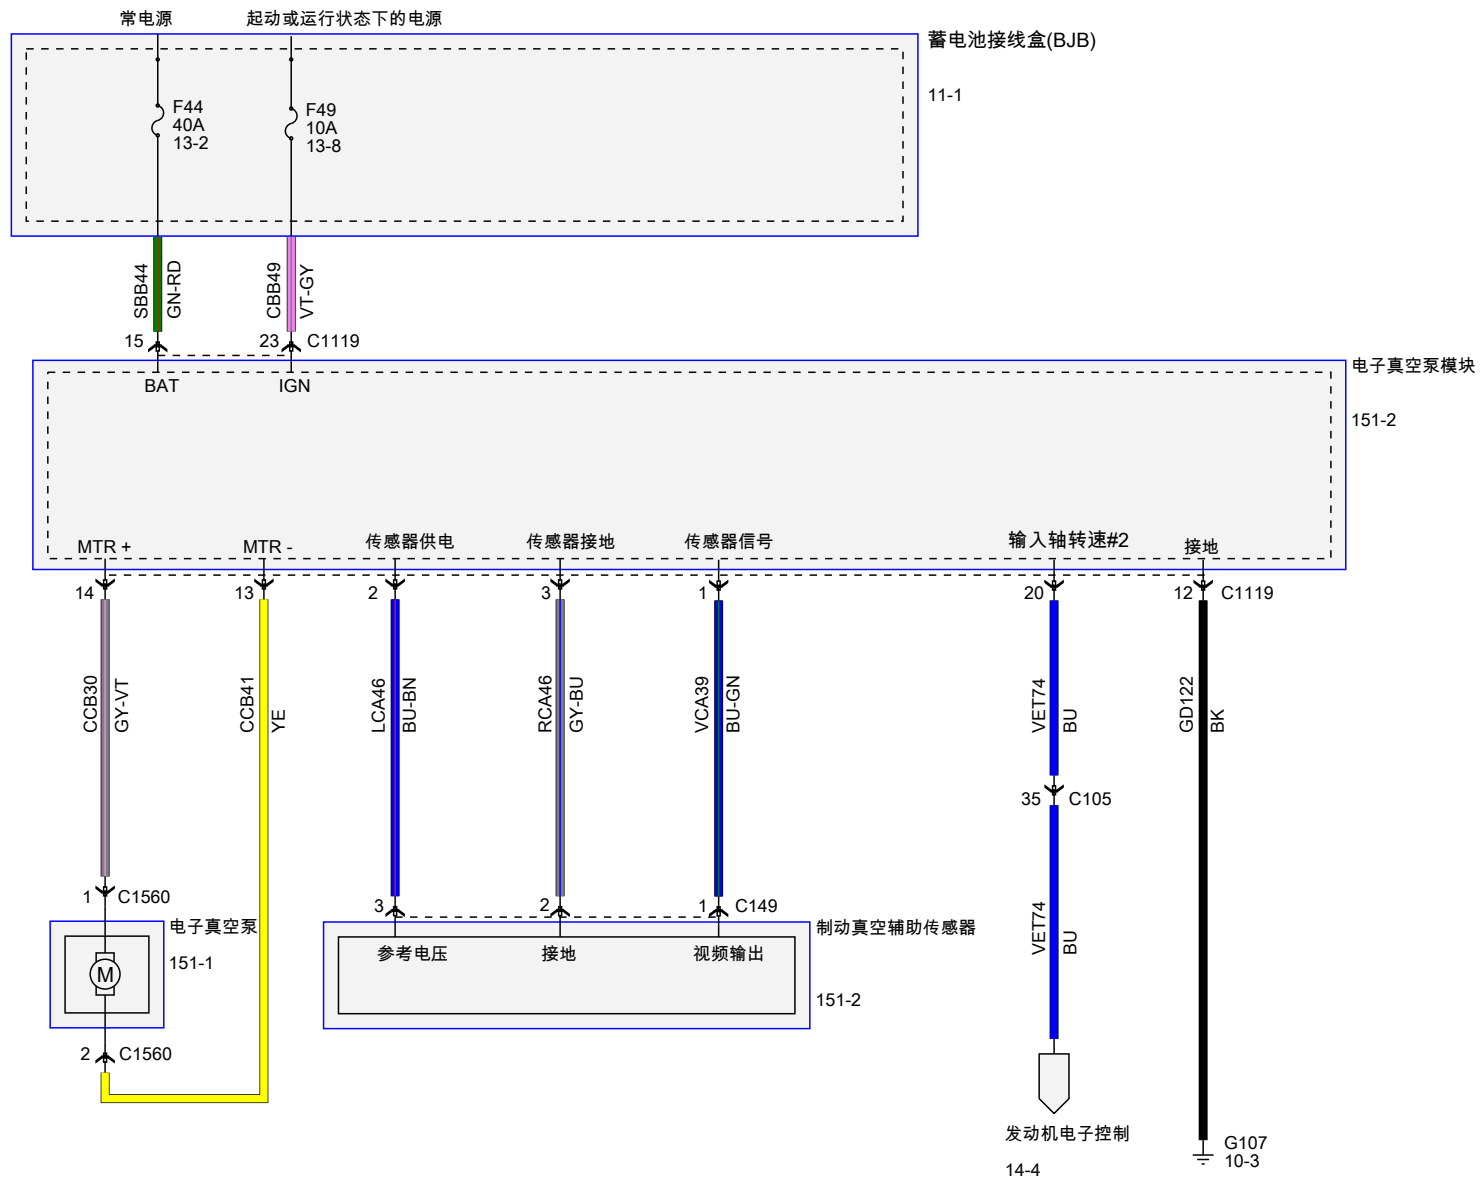 常电源
起动或运行状态下的电源
蓄电池接线盒(BJB)
11-1
F44
40A
13-2
F49
10A
13-8
SBB44
GN-RD
CBB49
VT-GY
15
23
C1119
电子真空泵模块
151-2
BAT
IGN
MTR +
MTR -
传感器供电
传感器接地
传感器信号
输入轴转速#2
接地
14
13
2
3
1
20
12
C1119
CCB30
GY-VT
CCB41
YE
LCA46
BU-BN
RCA46
GY-BU
VCA39
BU-GN
VET74
BU
GD122
BK
35
C105
1
C1560
3
2
1
C149
电子真空泵
151-1
M
制动真空辅助传感器
151-2
参考电压
接地
视频输出
VET74
BU
2
C1560
发动机电子控制
14-4
G107
10-3